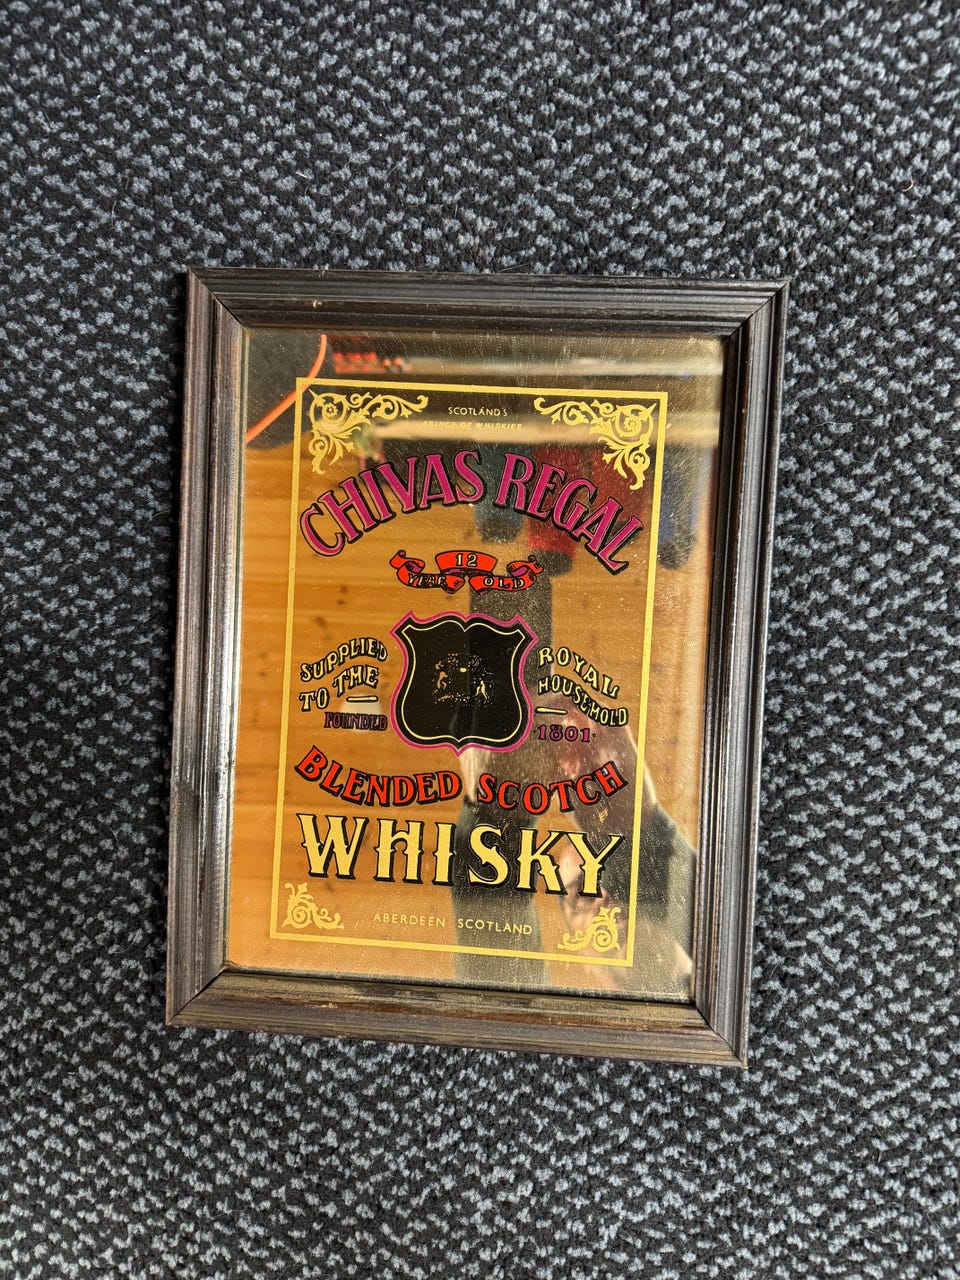 SCOTLAND'S
PRINCE OF WHISKIES
CHIVAS REGAL
12
YEAR OLD
SUPPLIED
TO THE
ROYAL
HOUSEHOLD
FOUNDED
·1801·
BLENDED SCOTCH
WHISKY
ABERDEEN SCOTLAND